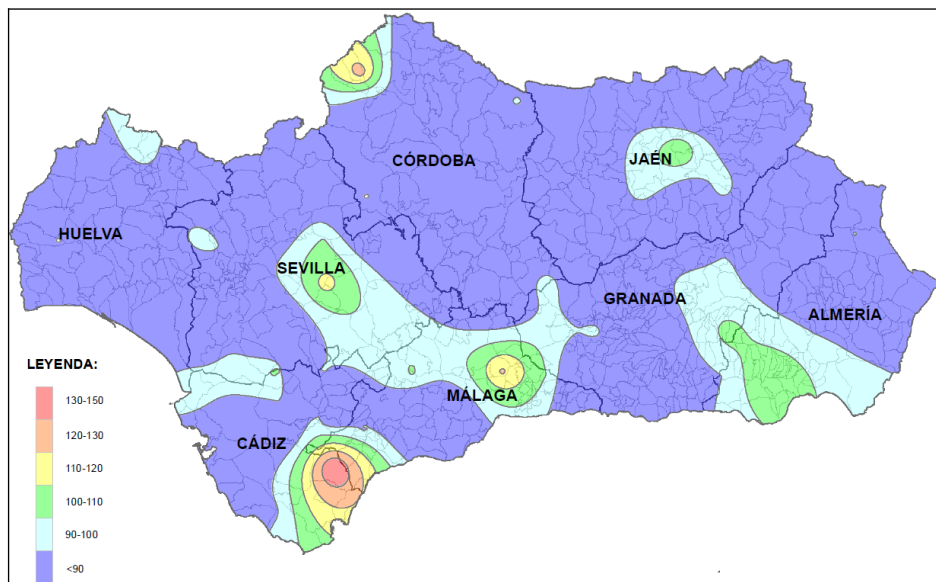 CÓRDOBA
JAÉN
HUELVA
SEVILLA
GRANADA
ALMERÍA
MÁLAGA
CÁDIZ
LEYENDA:
130-150
120-130
110-120
100-110
90-100
<90